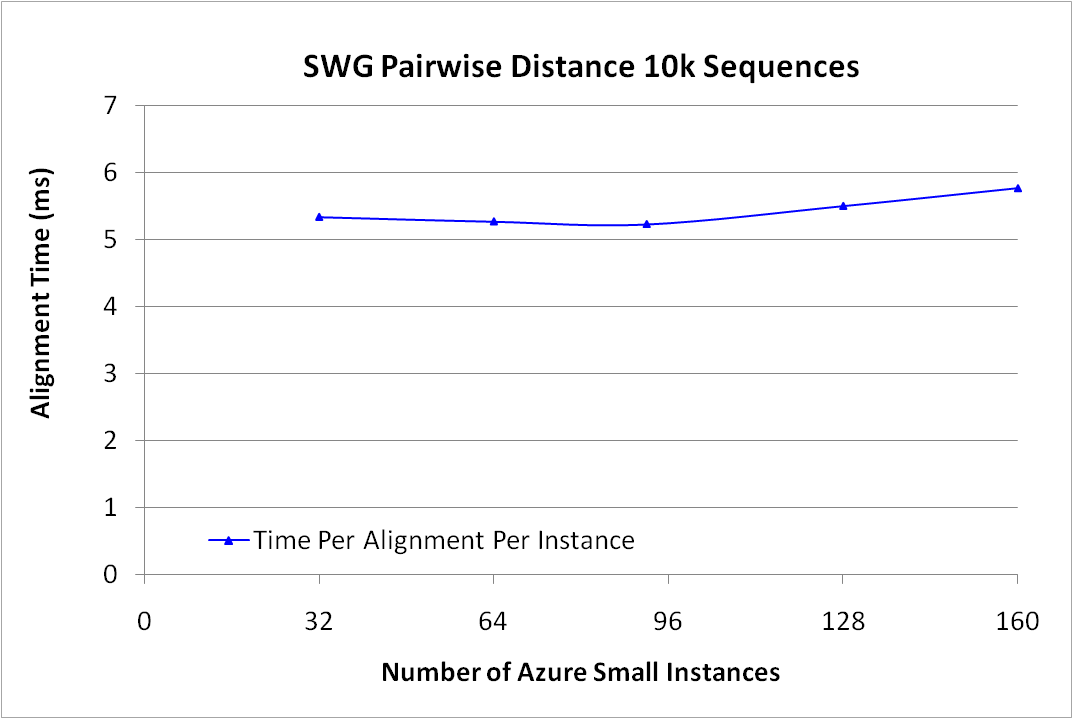 SWG Pairwise Distance 10k Sequences
Alignment Time (ms)
7
6
5
4
3
2
1
0
Time Per Alignment Per Instance
0 32 64 96 128 160
Number of Azure Small Instances